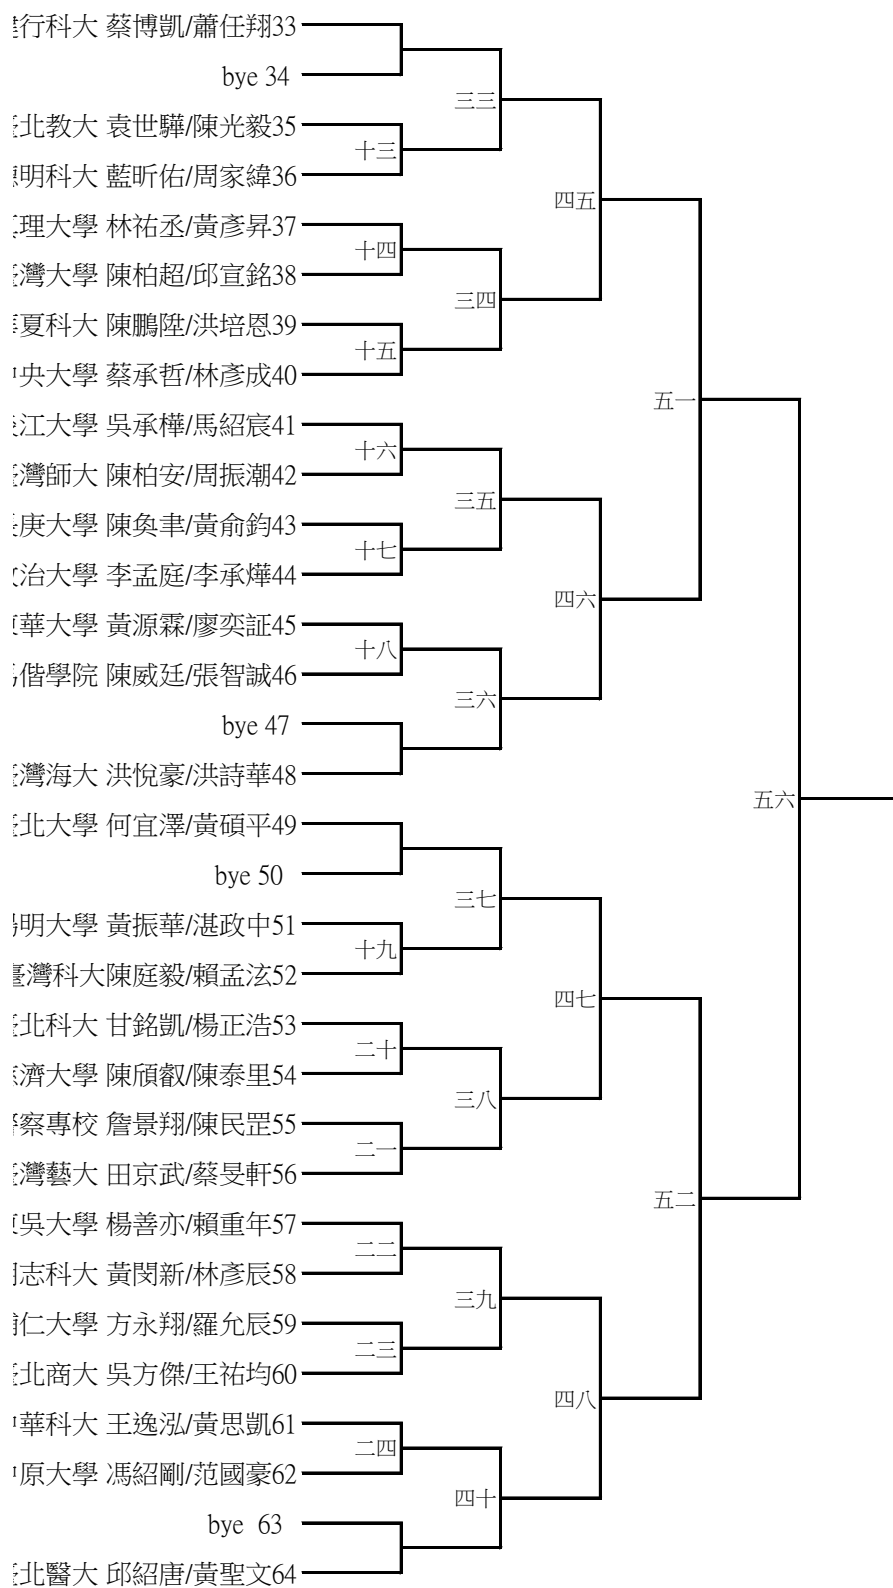 行科大 蔡博凱/蕭任翔33
bye 34
三三
北教大 袁世驊/陳光毅35
十三
明科大 藍昕佑/周家緯36
四五
理大學 林祐丞/黃彥昇37
十四
灣大學 陳柏超/邱宣銘38
三四
夏科大 陳鵬陞/洪培恩39
十五
央大學 蔡承哲/林彥成40
五一
江大學 吳承樺/馬紹宸41
十六
灣師大 陳柏安/周振潮42
三五
庚大學 陳奐聿/黃俞鈞43
十七
治大學 李孟庭/李承燁44
四六
華大學 黃源霖/廖奕証45
十八
偕學院 陳威廷/張智誠46
三六
bye 47
灣海大 洪悅豪/洪詩華48
五六
北大學 何宜澤/黃碩平49
bye 50
三七
明大學 黃振華/湛政中51
十九
臺灣科大陳庭毅/賴孟泫52
四七
北科大 甘銘凱/楊正浩53
二十
濟大學 陳頎叡/陳泰里54
三八
察專校 詹景翔/陳民罡55
二一
灣藝大 田京武/蔡旻軒56
五二
吳大學 楊善亦/賴重年57
二二
志科大 黃閔新/林彥辰58
三九
仁大學 方永翔/羅允辰59
二三
北商大 吳方傑/王祐均60
四八
華科大 王逸泓/黃思凱61
二四
原大學 馮紹剛/范國豪62
四十
bye 63
北醫大 邱紹唐/黃聖文64